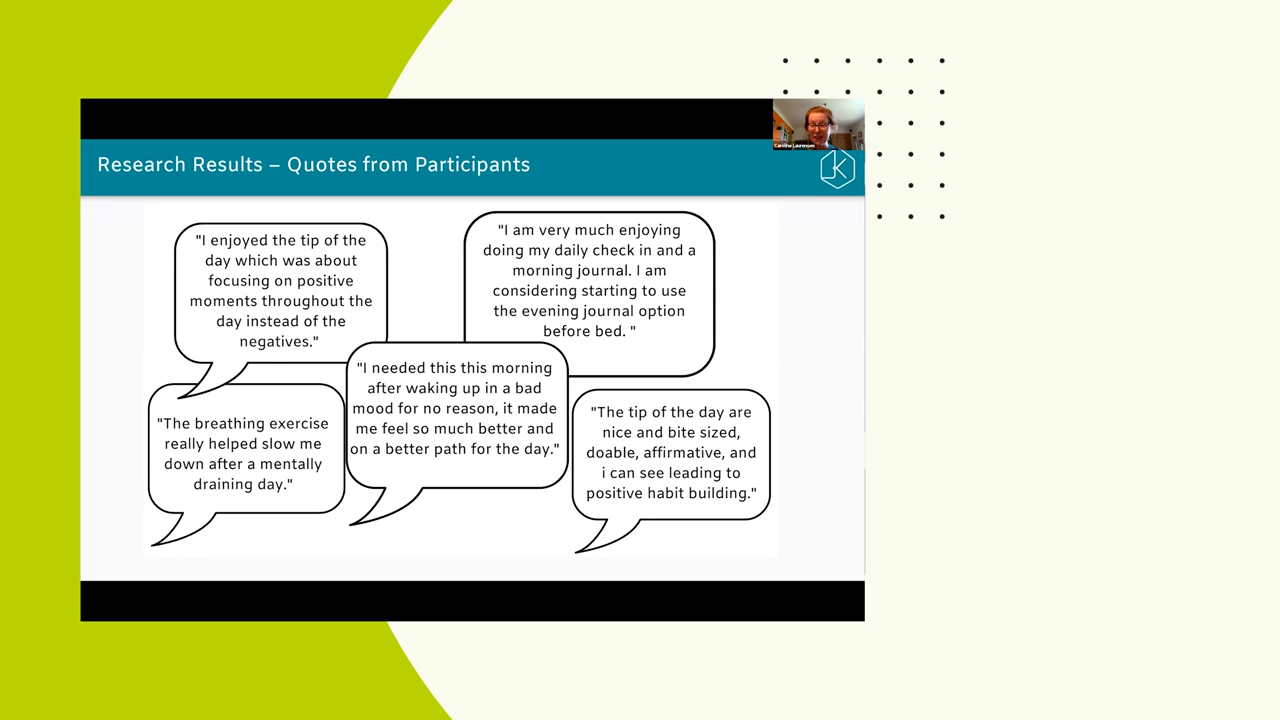 Caroline Laurenson
Research Results – Quotes from Participants
"I enjoyed the tip of the
day which was about
focusing on positive
moments throughout the
day instead of the
negatives."
"I am very much enjoying
doing my daily check in and a
morning journal. I am
considering starting to use
the evening journal option
before bed. "
"The breathing exercise
really helped slow me
down after a mentally
draining day."
"I needed this this morning
after waking up in a bad
mood for no reason, it made
me feel so much better and
on a better path for the day."
"The tip of the day are
nice and bite sized,
doable, affirmative, and
i can see leading to
positive habit building."